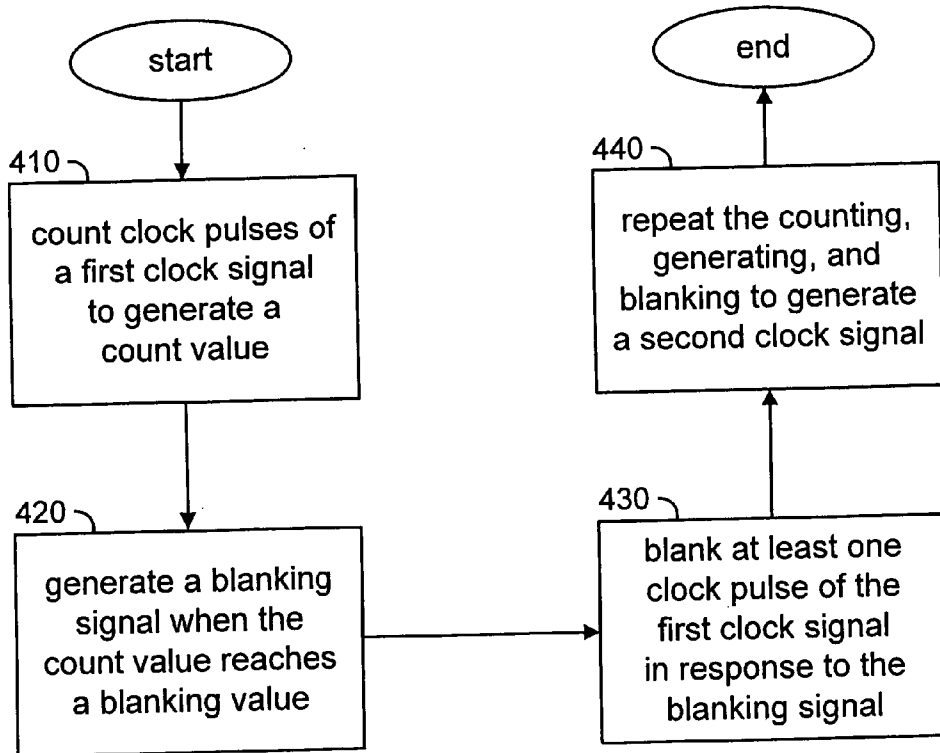 start
410
count clock pulses of
a first clock signal
to generate a
count value
420
generate a blanking
signal when the
count value reaches
a blanking value
430
blank at least one
clock pulse of the
first clock signal
in response to the
blanking signal
440
repeat the counting,
generating, and
blanking to generate
a second clock signal
end